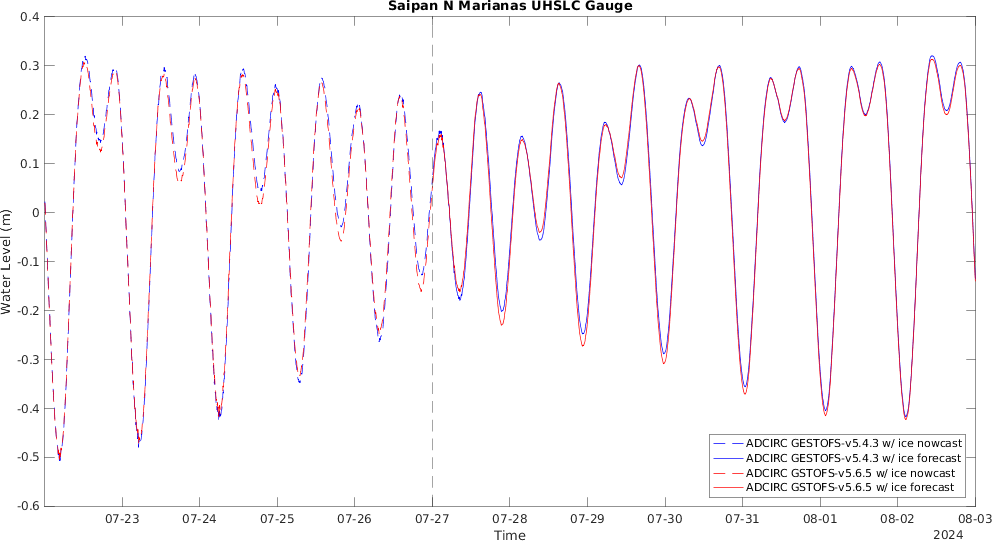 Saipan N Marianas UHSLC Gauge
0.4
0.3
0.2
0.1
0
-0.1
-0.2
-0.3
-0.4
-0.5
-0.6
Water Level (m)
ADCIRC GESTOFS-v5.4.3 w/ ice nowcast
ADCIRC GESTOFS-v5.4.3 w/ ice forecast
ADCIRC GSTOFS-v5.6.5 w/ ice nowcast
ADCIRC GSTOFS-v5.6.5 w/ ice forecast
07-23 07-24 07-25 07-26 07-27 07-28 07-29 07-30 07-31 08-01 08-02 08-03
Time
2024